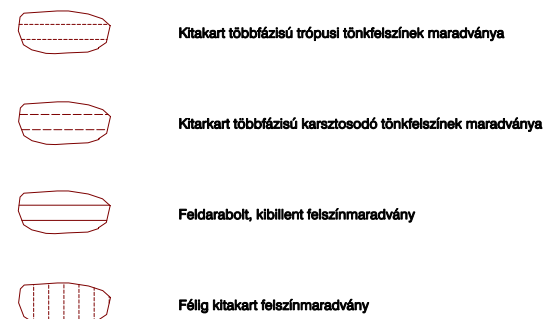 Kitakart többfázisú trópusi tönkfelszínek maradványa
Kitarkart többfázisú karsztosodó tönkfelszínek maradványa
Feldarabolt, kibillent felszínmaradvány
Félig kitakart felszínmaradvány